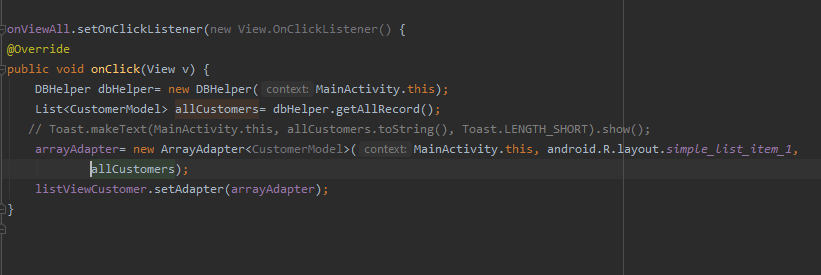 onViewAll.setOnClickListener(new View.OnClickListener() {
@Override
public void onClick(View v) {
DBHelper dbHelper= new DBHelper( context: MainActivity.this);
List<CustomerModel> allCustomers= dbHelper.getAllRecord();
// Toast.makeText(MainActivity.this, allCustomers.toString(), Toast.LENGTH_SHORT).show();
arrayAdapter= new ArrayAdapter<CustomerModel>( context: MainActivity.this, android.R.layout.simple_list_item_1,
allCustomers);
listViewCustomer.setAdapter(arrayAdapter);
}